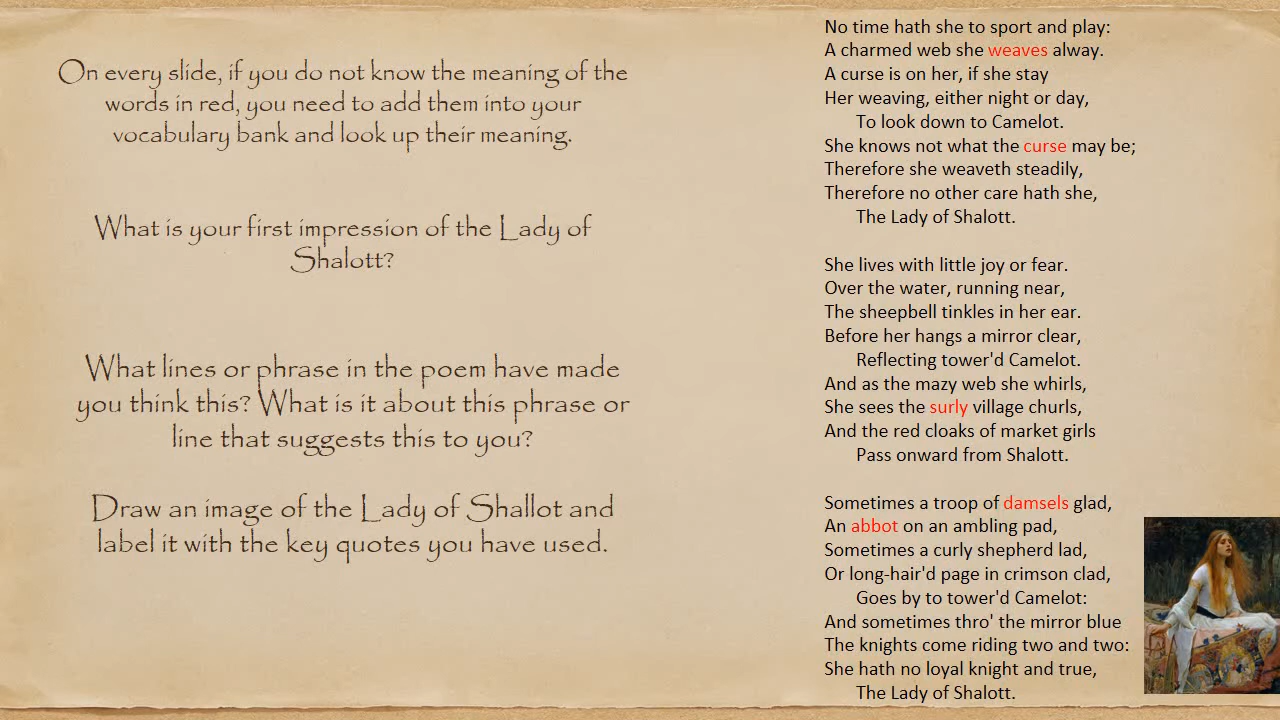 On every slide, if you do not know the meaning of the
words in red, you need to add them into your
vocabulary bank and look up their meaning.
What is your first impression of the Lady of
Shalott?
What lines or phrase in the poem have made
you think this? What is it about this phrase or
line that suggests this to you?
Draw an image of the Lady of Shallot and
label it with the key quotes you have used.
No time hath she to sport and play:
A charmed web she weaves alway.
A curse is on her, if she stay
Her weaving, either night or day,
To look down to Camelot.
She knows not what the curse may be;
Therefore she weaveth steadily,
Therefore no other care hath she,
The Lady of Shalott.
She lives with little joy or fear.
Over the water, running near,
The sheepbell tinkles in her ear.
Before her hangs a mirror clear,
Reflecting tower'd Camelot.
And as the mazy web she whirls,
She sees the surly village churls,
And the red cloaks of market girls
Pass onward from Shalott.
Sometimes a troop of damsels glad,
An abbot on an ambling pad,
Sometimes a curly shepherd lad,
Or long-hair'd page in crimson clad,
Goes by to tower'd Camelot:
And sometimes thro' the mirror blue
The knights come riding two and two:
She hath no loyal knight and true,
The Lady of Shalott.